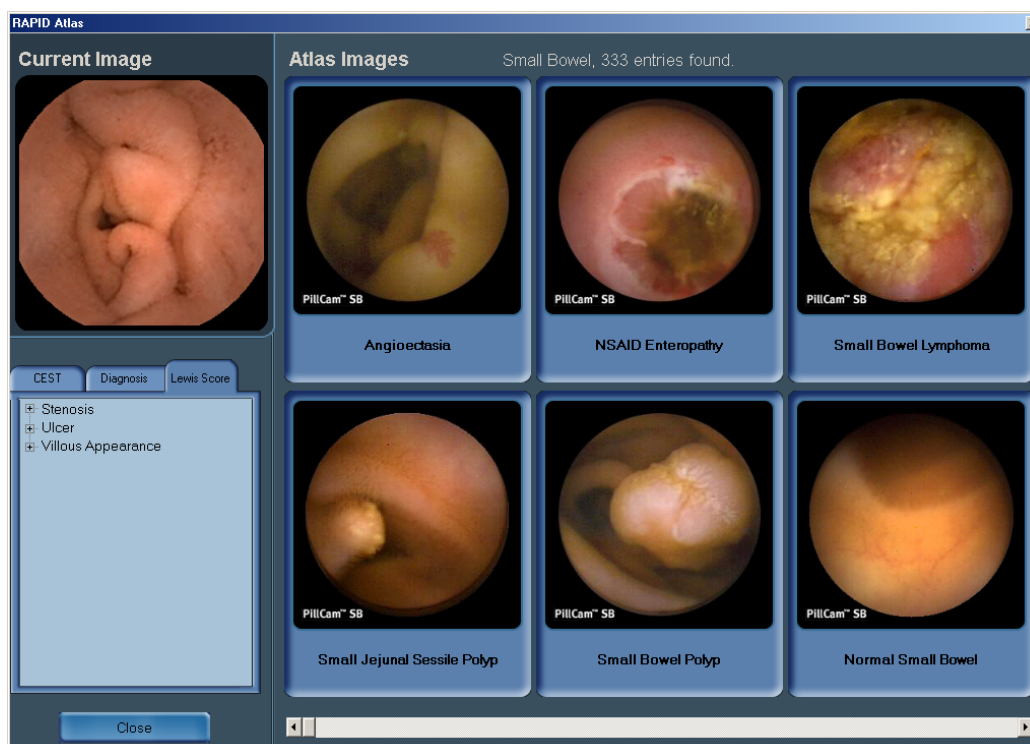 RAPID Atlas
Current Image
Atlas Images
Small Bowel, 333 entries found.
PillCam™ SB
PillCam™ SB
PillCam™ SB
Angioectasia
NSAID Enteropathy
Small Bowel Lymphoma
CEST
Diagnosis
Lewis Score
Stenosis
Ulcer
Villous Appearance
PillCam™ SB
PillCam™ SB
PillCam™ SB
Small Jejunal Sessile Polyp
Small Bowel Polyp
Normal Small Bowel
Close